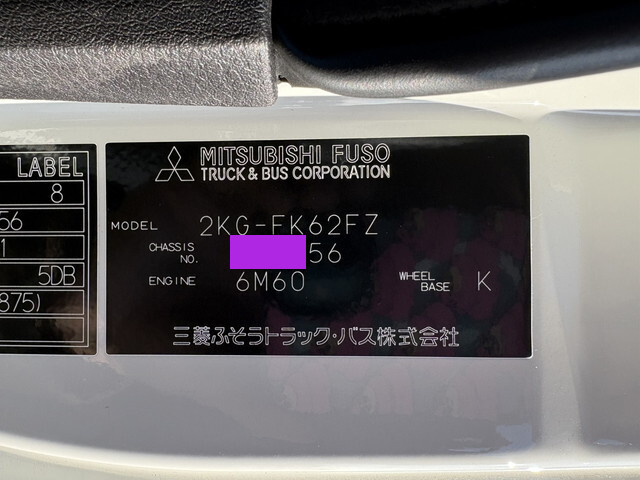 LABEL
8
56
1
5DB
875)
MITSUBISHI FUSO
TRUCK & BUS CORPORATION
MODEL 2KG-FK62FZ
CHASSIS NO. 56
ENGINE 6M60 WHEEL BASE K
三菱ふそうトラック・バス株式会社